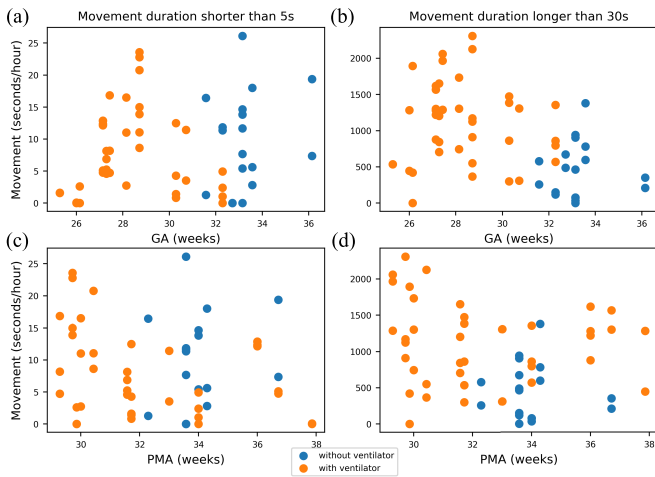 (a) Movement duration shorter than 5s
(b) Movement duration longer than 30s
Movement (seconds/hour)
25
20
15
10
5
0
26 28 30 32 34 36
GA (weeks)
2000
1500
1000
500
0
26 28 30 32 34 36
GA (weeks)
(c)
(d)
Movement (seconds/hour)
25
20
15
10
5
0
30 32 34 36 38
PMA (weeks)
2000
1500
1000
500
0
30 32 34 36 38
PMA (weeks)
without ventilator
with ventilator